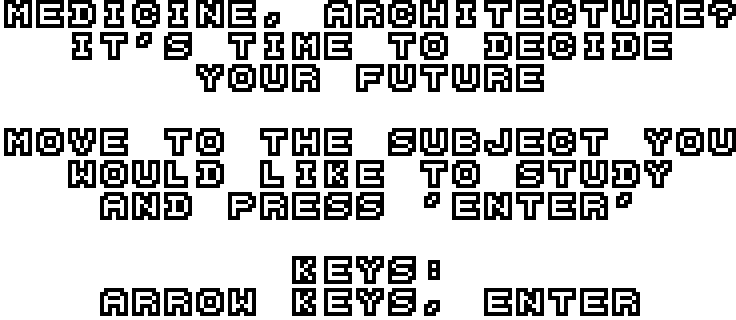 MEDICINE, ARCHITECTURE?
IT'S TIME TO DECIDE
YOUR FUTURE
MOVE TO THE SUBJECT YOU
WOULD LIKE TO STUDY
AND PRESS 'ENTER'
KEYS:
ARROW KEYS, ENTER